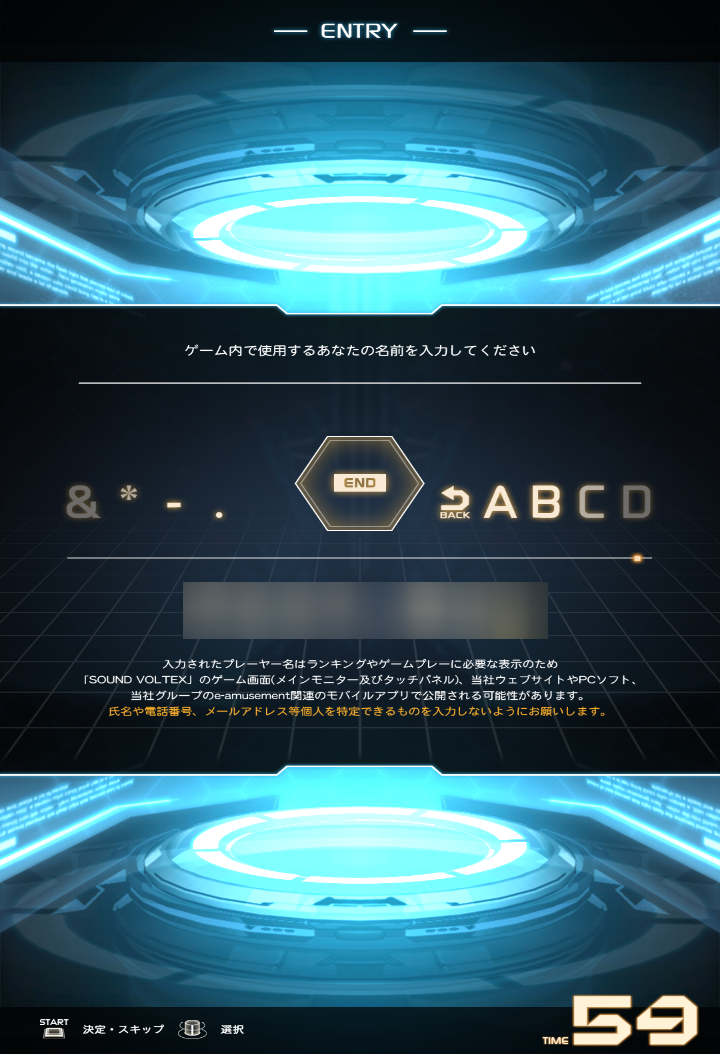 ENTRY
ゲーム内で使用するあなたの名前を入力してください
& * - . END BACK A B C D
入力されたプレーヤー名はランキングやゲームプレーに必要な表示のため
「SOUND VOLTEX」のゲーム画面(メインモニター及びタッチパネル)、当社ウェブサイトやPCソフト、
当社グループのe-amusement関連のモバイルアプリで公開される可能性があります。
氏名や電話番号、メールアドレス等個人を特定できるものを入力しないようにお願いします。
START 決定・スキップ 選択
TIME 59